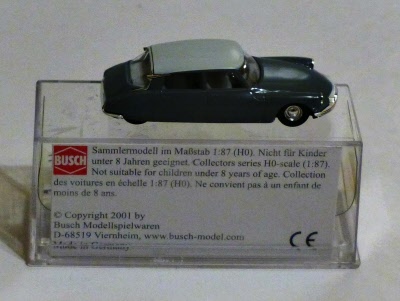 BUSCH
Sammlermodell im Maßstab 1:87 (H0). Nicht für Kinder
unter 8 Jahren geeignet. Collectors series H0-scale (1:87).
Not suitable for children under 8 years of age. Collection
des voitures en échelle 1:87 (H0). Ne convient pas à un enfant de
moins de 8 ans.
© Copyright 2001 by
Busch Modellspielwaren
D-68519 Viernheim, www.busch-model.com
Made in Germany
CE